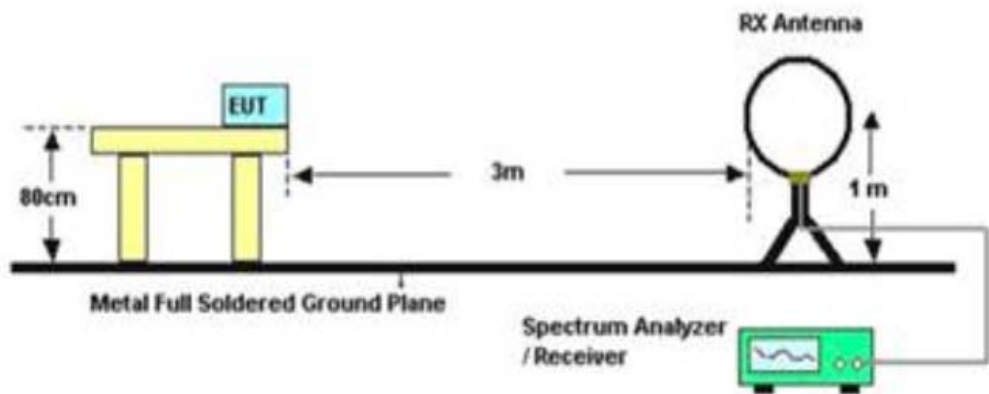 RX Antenna
EUT
3m
80cm
1 m
Metal Full Soldered Ground Plane
Spectrum Analyzer
/ Receiver